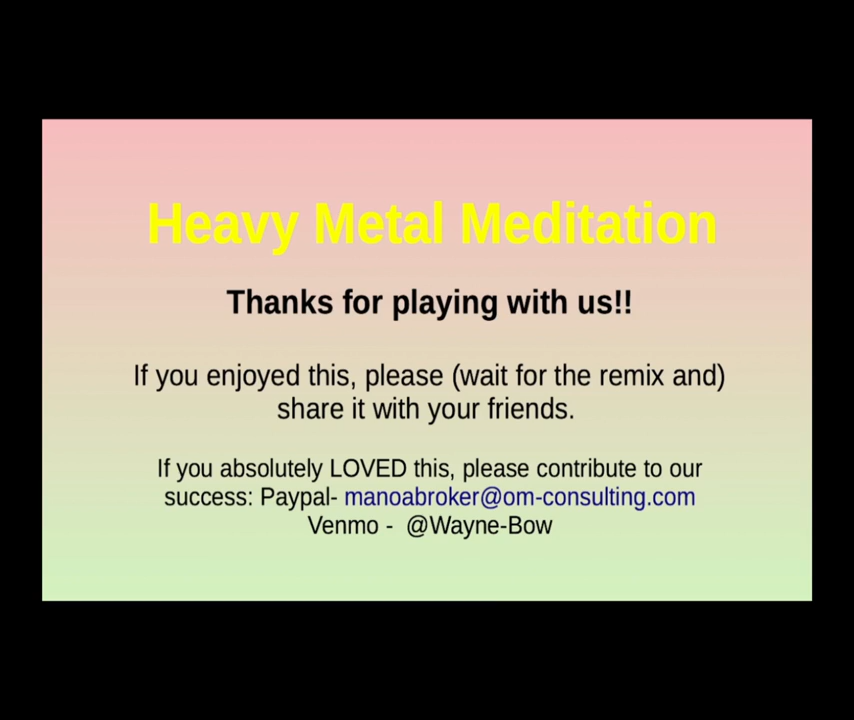 Heavy Metal Meditation
Thanks for playing with us!!
If you enjoyed this, please (wait for the remix and)
share it with your friends.
If you absolutely LOVED this, please contribute to our
success: Paypal- manoabroker@om-consulting.com
Venmo -  @Wayne-Bow